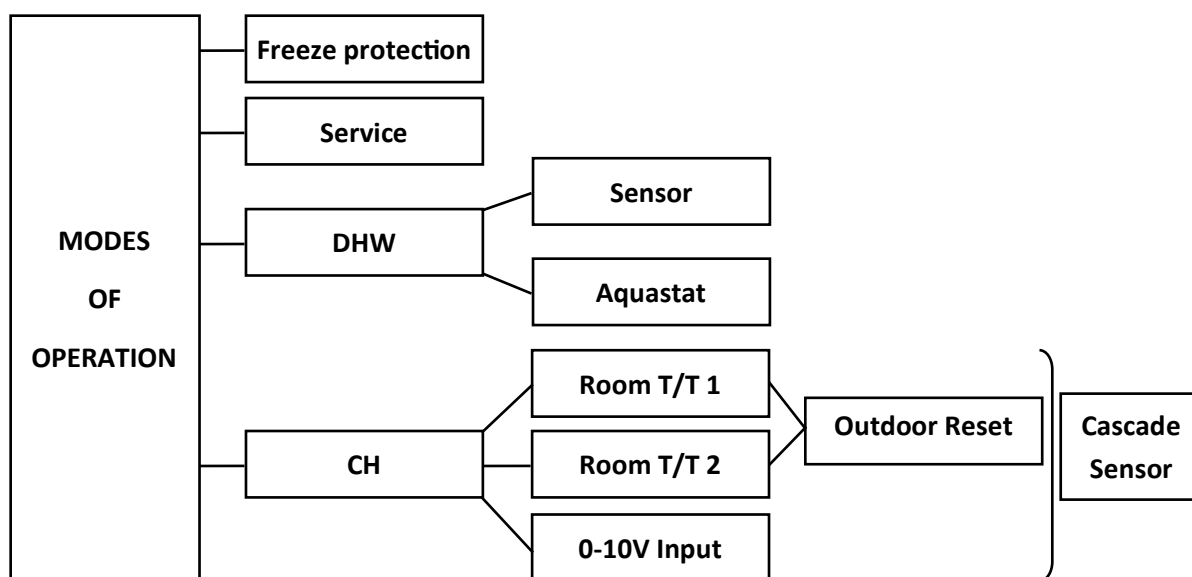 MODES
OF
OPERATION
Freeze protection
Service
DHW
Sensor
Aquastat
CH
Room T/T 1
Room T/T 2
0-10V Input
Outdoor Reset
Cascade
Sensor